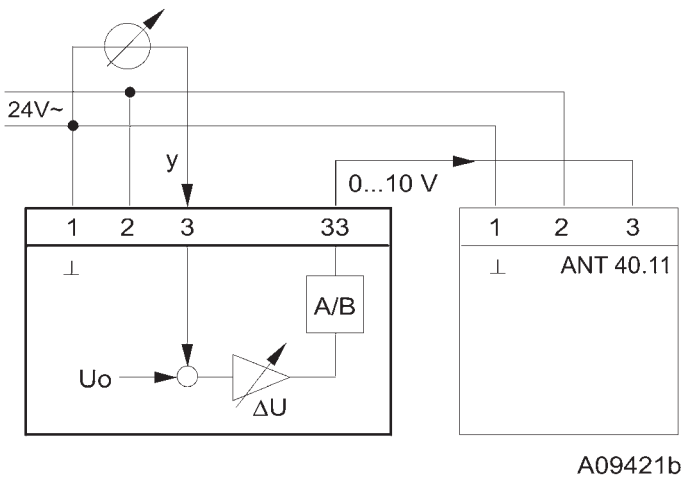 24V~
y
0...10 V
1 2 3 33
1 2 3
⊥
⊥ ANT 40.11
A/B
Uo
ΔU
A09421b